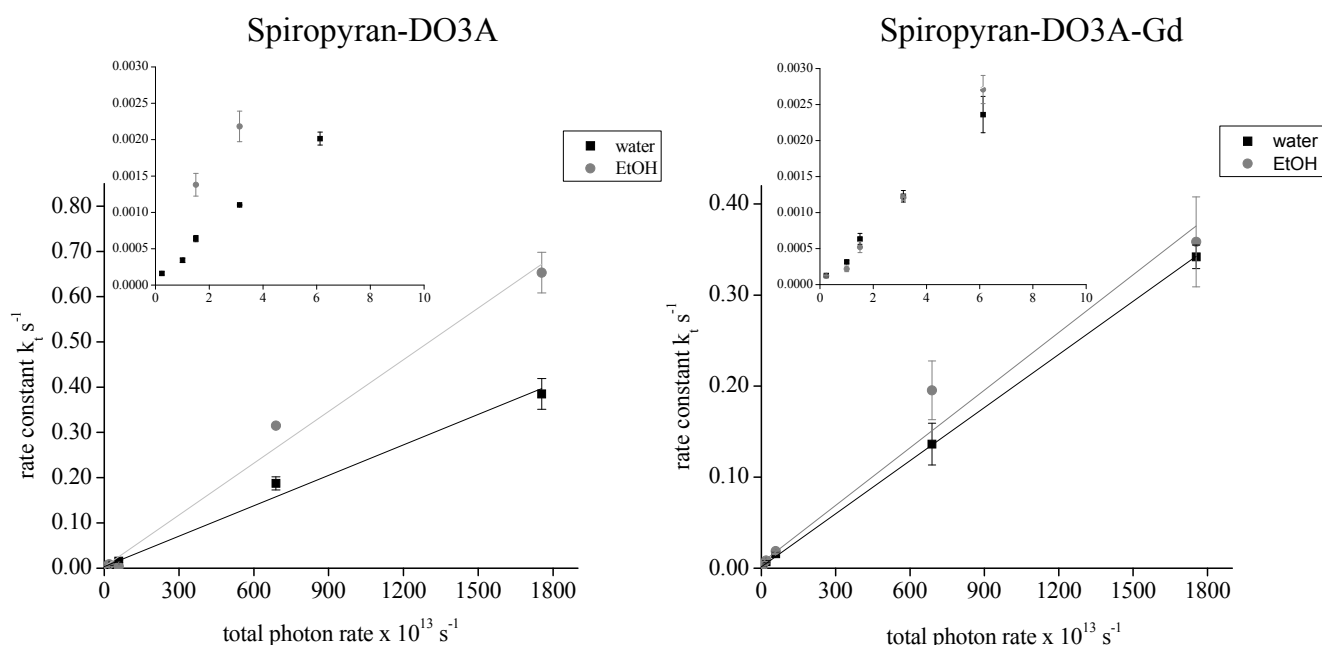 Spiropyran-DO3A
0.0030
0.0025
0.0020
0.0015
0.0010
0.0005
0.0000
0 2 4 6 8 10
water
EtOH
0.80
0.70
0.60
0.50
0.40
0.30
0.20
0.10
0.00
rate constant kₜ s⁻¹
0 300 600 900 1200 1500 1800
total photon rate x 10¹³ s⁻¹
Spiropyran-DO3A-Gd
0.0030
0.0025
0.0020
0.0015
0.0010
0.0005
0.0000
0 2 4 6 8 10
water
EtOH
0.40
0.30
0.20
0.10
0.00
rate constant kₜ s⁻¹
0 300 600 900 1200 1500 1800
total photon rate x 10¹³ s⁻¹